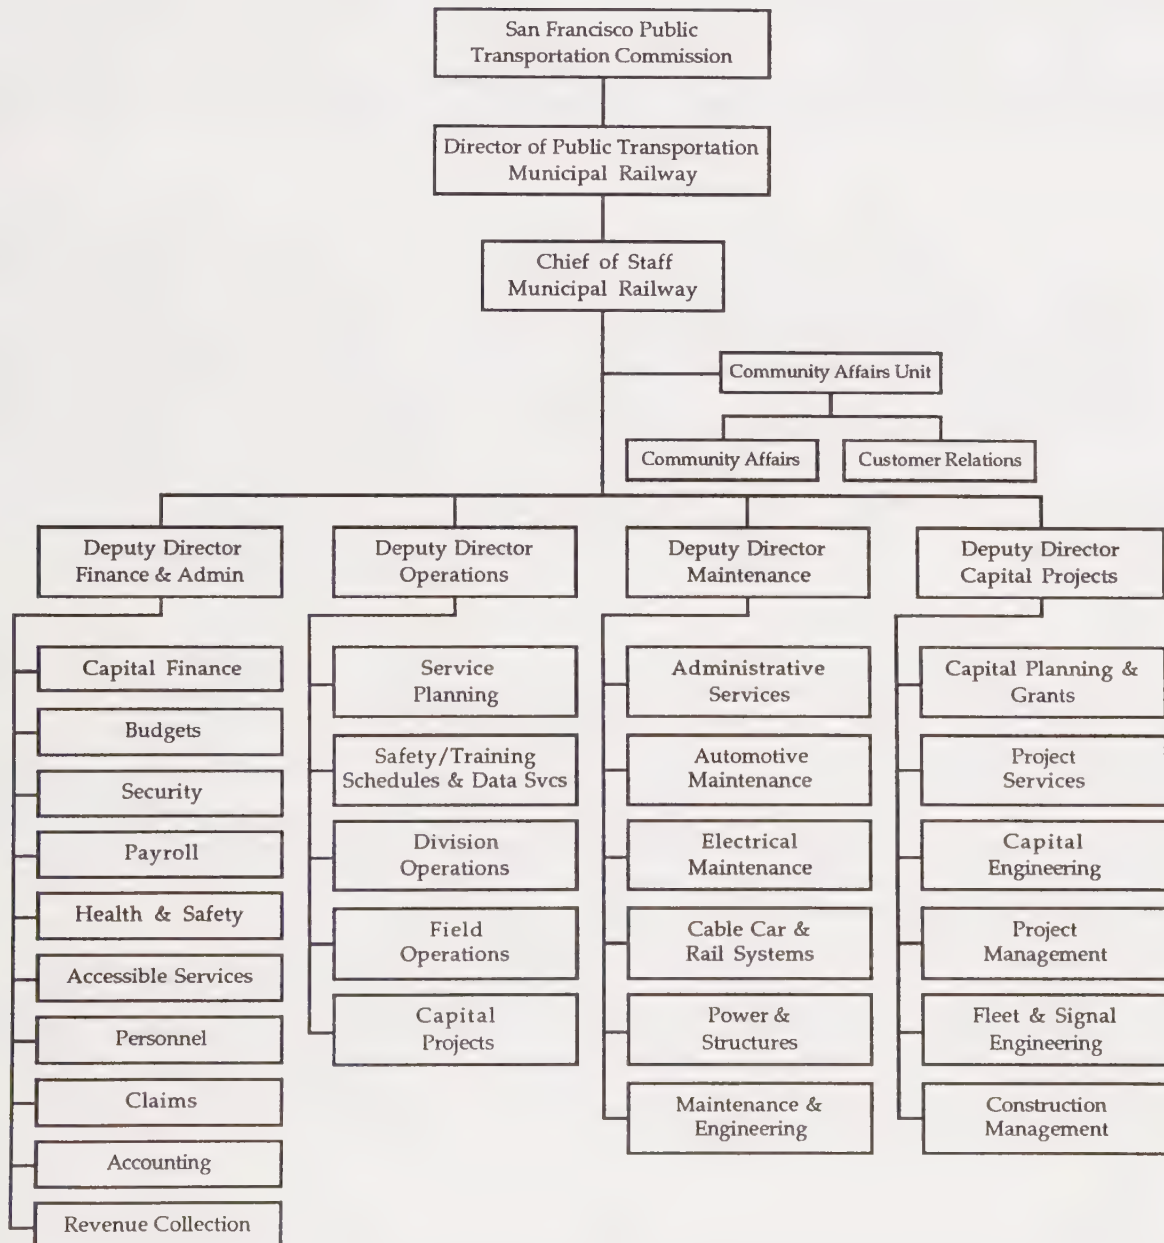 San Francisco Public
Transportation Commission
Director of Public Transportation
Municipal Railway
Chief of Staff
Municipal Railway
Community Affairs Unit
Community Affairs
Customer Relations
Deputy Director
Finance & Admin
Capital Finance
Budgets
Security
Payroll
Health & Safety
Accessible Services
Personnel
Claims
Accounting
Revenue Collection
Deputy Director
Operations
Service
Planning
Safety/Training
Schedules & Data Svcs
Division
Operations
Field
Operations
Capital
Projects
Deputy Director
Maintenance
Administrative
Services
Automotive
Maintenance
Electrical
Maintenance
Cable Car &
Rail Systems
Power &
Structures
Maintenance &
Engineering
Deputy Director
Capital Projects
Capital Planning &
Grants
Project
Services
Capital
Engineering
Project
Management
Fleet & Signal
Engineering
Construction
Management